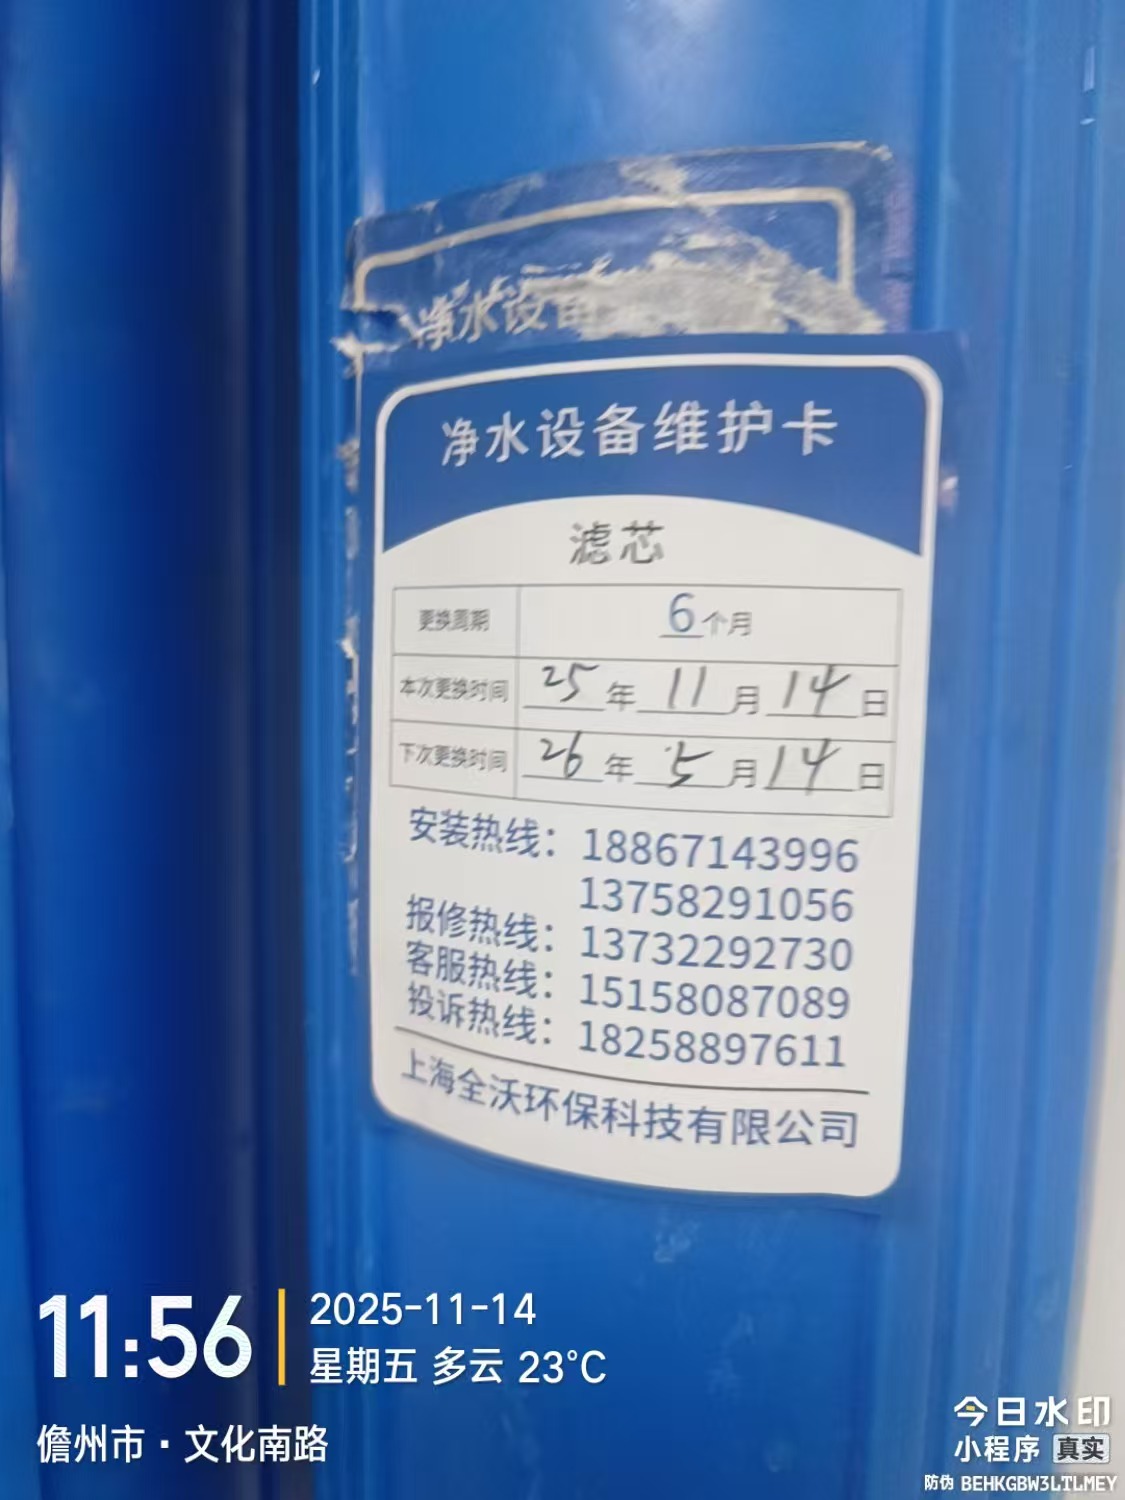 净水设备
净水设备维护卡
滤芯
更换周期 6个月
本次更换时间 25年11月14日
下次更换时间 26年5月14日
安装热线：18867143996
13758291056
报修热线：13732292730
客服热线：15158087089
投诉热线：18258897611
上海全沃环保科技有限公司
11:56
2025-11-14
星期五 多云 23°C
儋州市·文化南路
今日水印
小程序 真实
防伪 BEHKGBW3LTLMEY